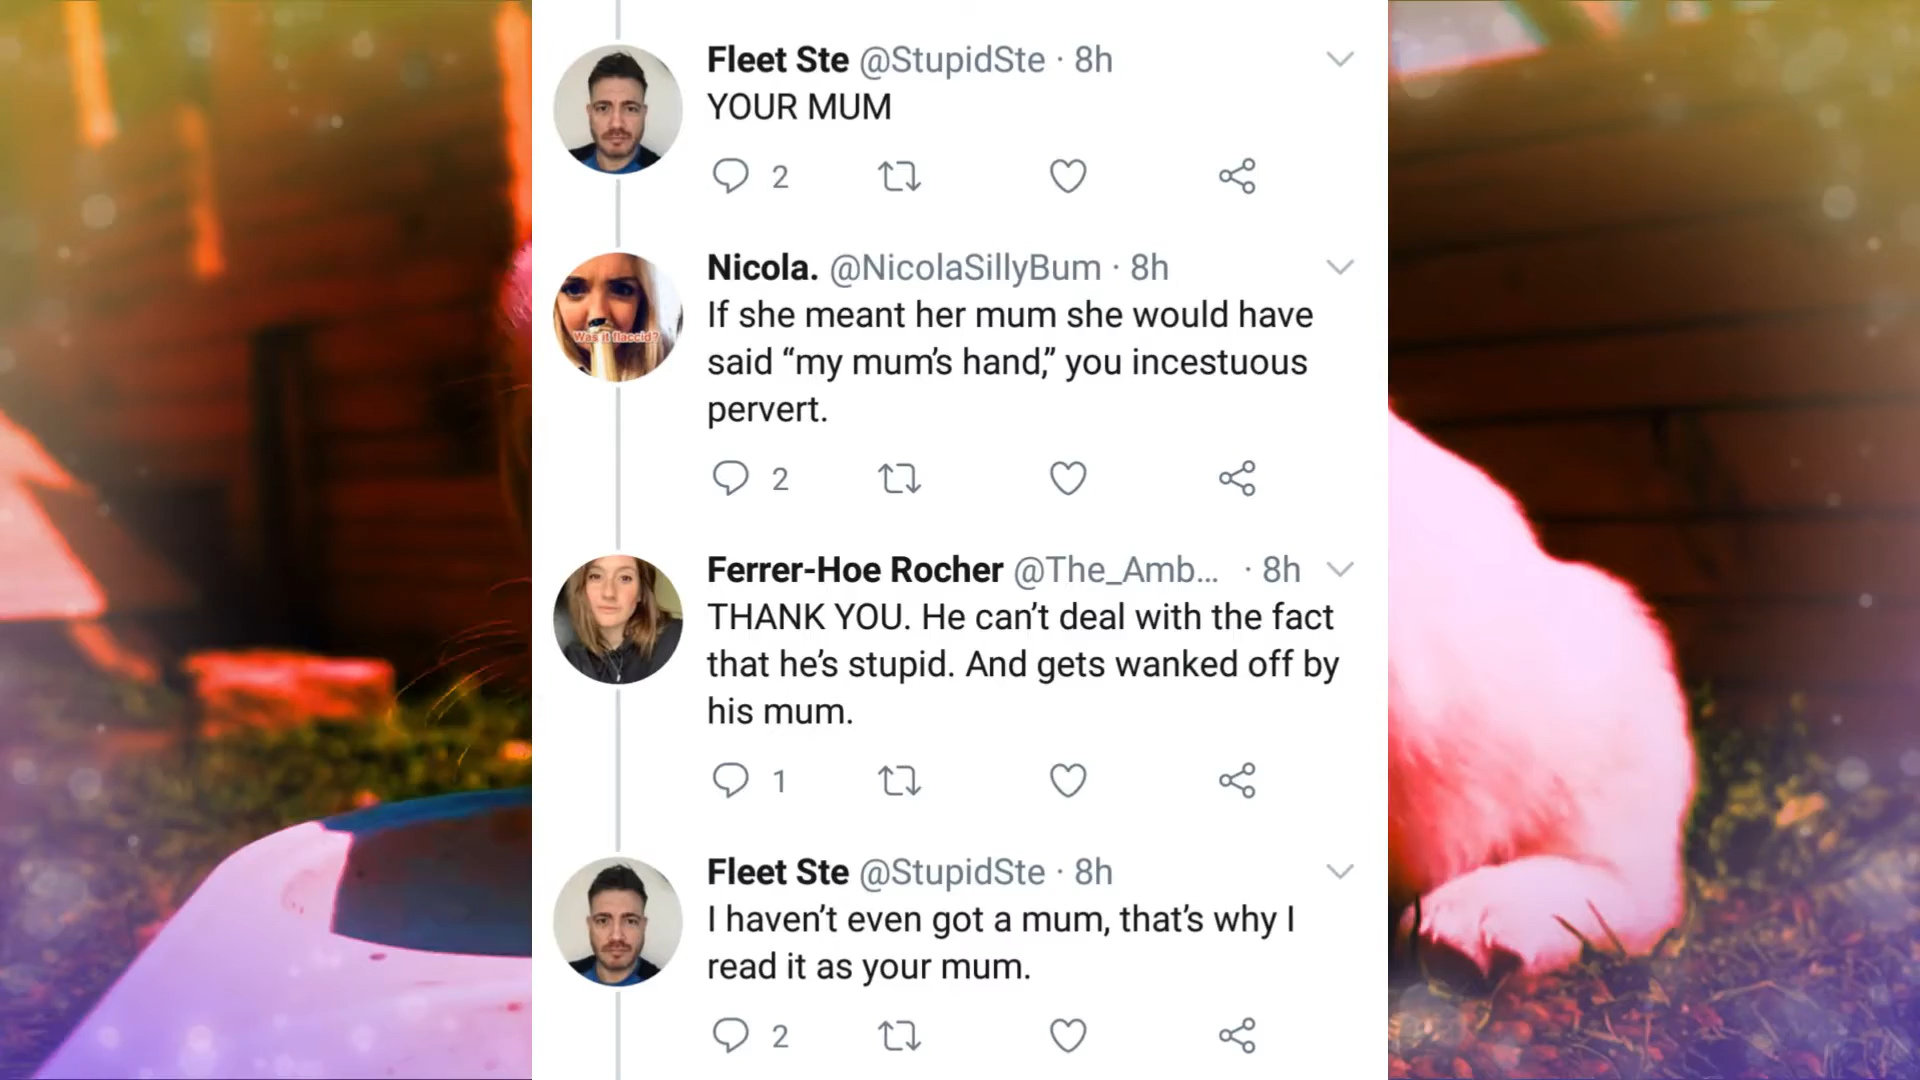 Fleet Ste @StupidSte · 8h
YOUR MUM
2
Nicola. @NicolaSillyBum · 8h
Was it flaccid?
If she meant her mum she would have
said “my mum’s hand,” you incestuous
pervert.
2
Ferrer-Hoe Rocher @The_Amb... · 8h
THANK YOU. He can’t deal with the fact
that he’s stupid. And gets wanked off by
his mum.
1
Fleet Ste @StupidSte · 8h
I haven’t even got a mum, that’s why I
read it as your mum.
2